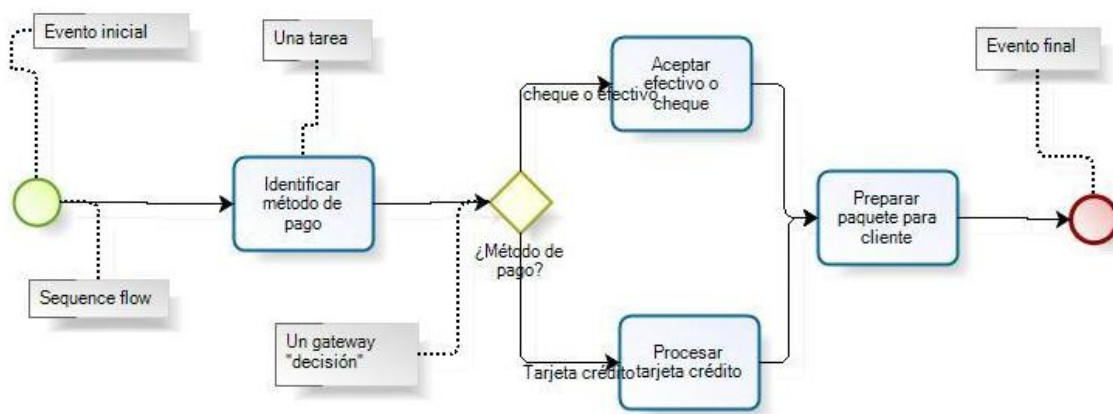 Evento inicial
Una tarea
Aceptar
efectivo o
cheque
Evento final
cheque o efectivo
Identificar
método de
pago
Preparar
paquete para
cliente
¿Método de
pago?
Sequence flow
Un gateway
"decisión"
Procesar
tarjeta crédito
Tarjeta crédito